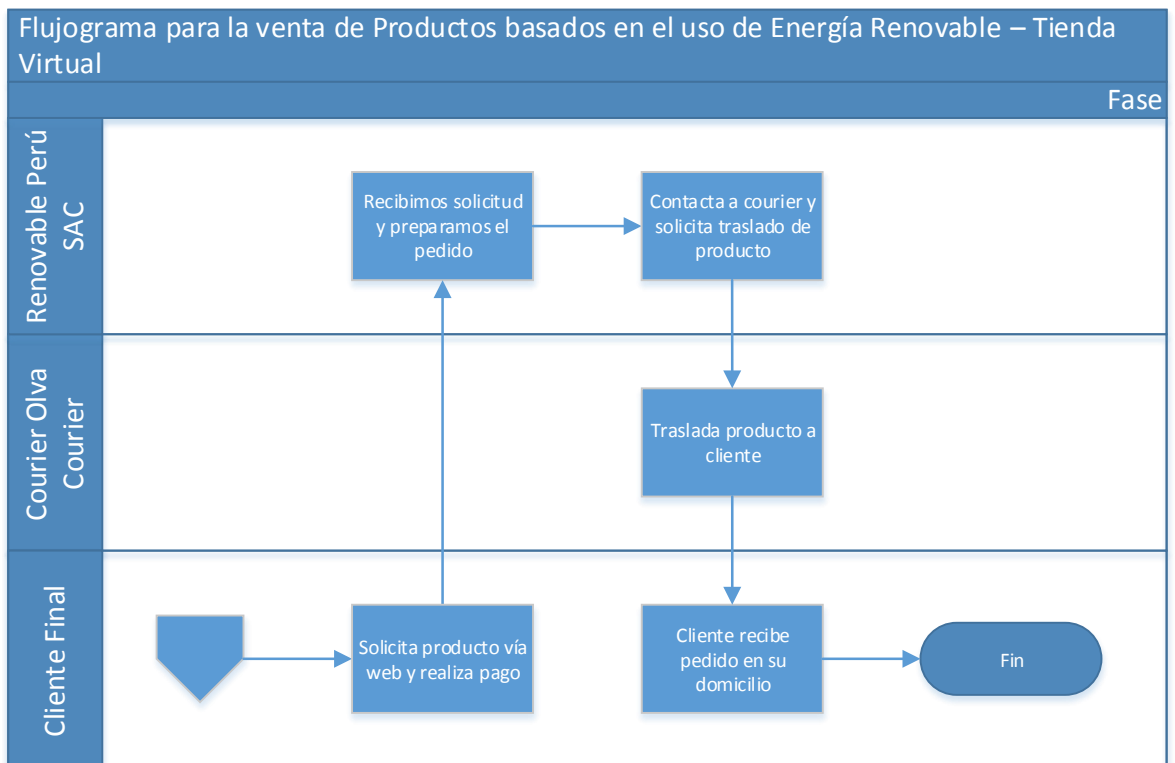 Flujograma para la venta de Productos basados en el uso de Energía Renovable – Tienda
Virtual
Fase
Renovable Perú
SAC
Recibimos solicitud
y preparamos el
pedido
Contacta a courier y
solicita traslado de
producto
Courier Olva
Courier
Traslada producto a
cliente
Cliente Final
Solicita producto vía
web y realiza pago
Cliente recibe
pedido en su
domicilio
Fin